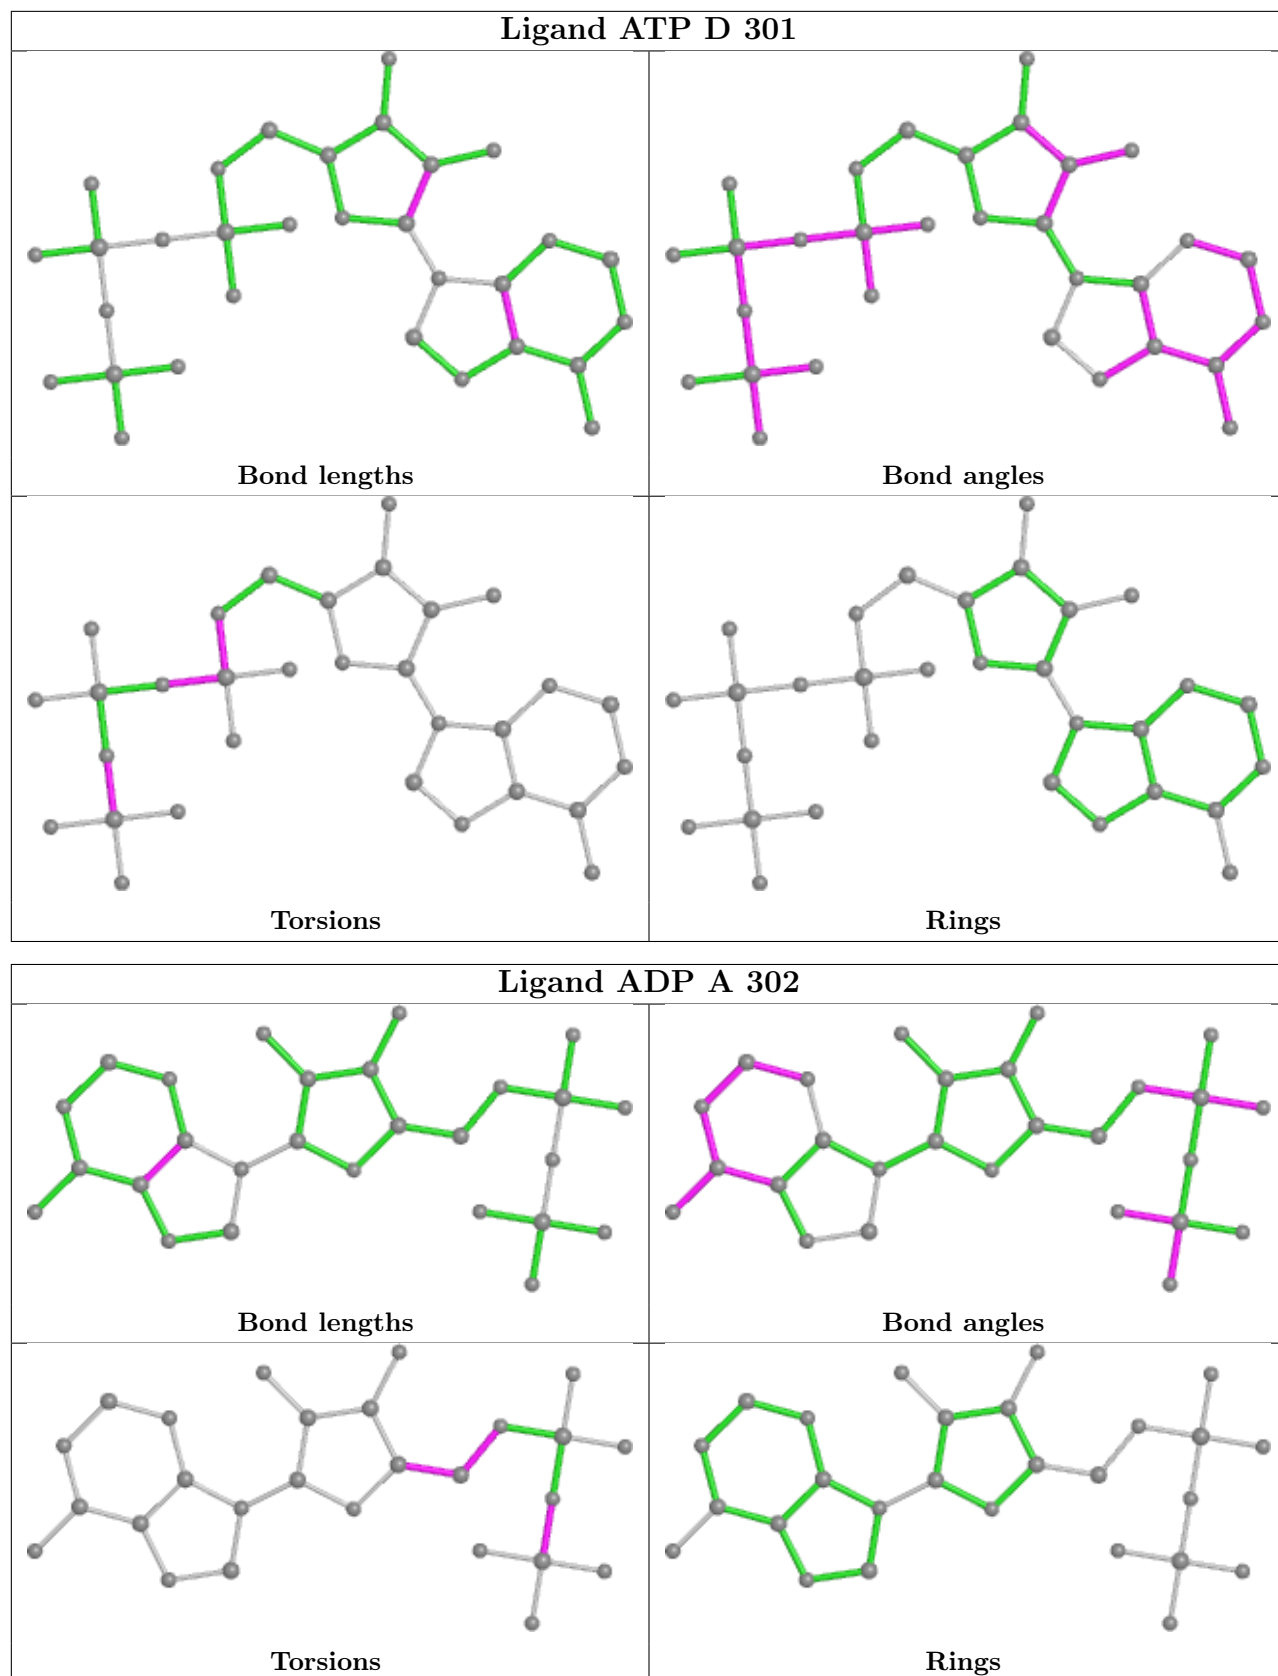 Ligand ATP D 301
Bond lengths
Bond angles
Torsions
Rings
Ligand ADP A 302
Bond lengths
Bond angles
Torsions
Rings